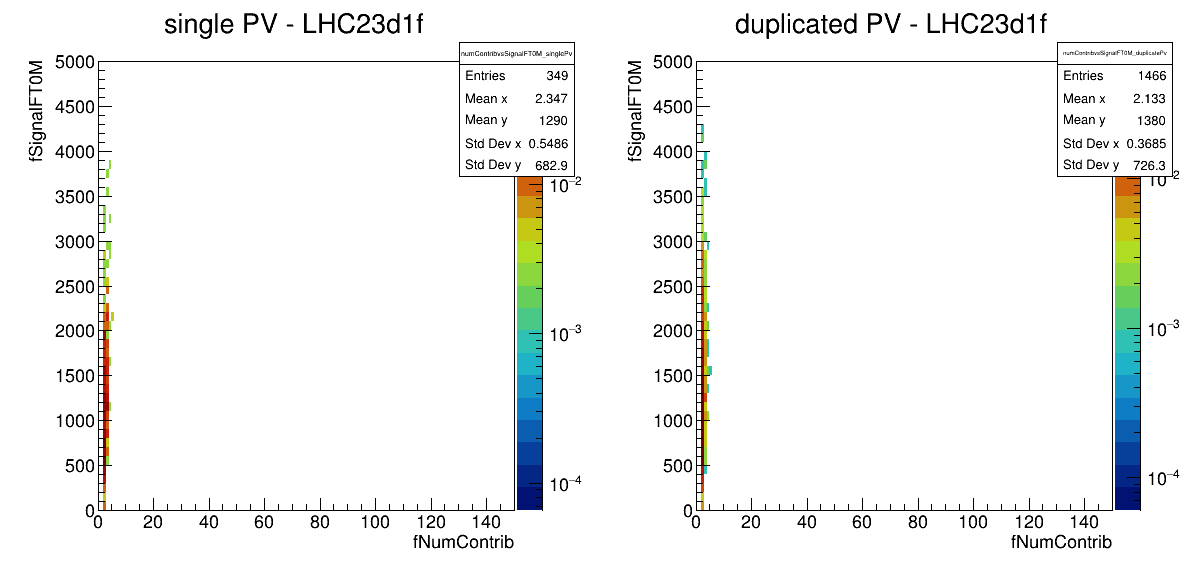 single PV - LHC23d1f
numContribvsSignalFT0M_singlePv
Entries 349
Mean x 2.347
Mean y 1290
Std Dev x 0.5486
Std Dev y 682.9
fSignalFT0M
5000
4500
4000
3500
3000
2500
2000
1500
1000
500
0
0 20 40 60 80 100 120 140
fNumContrib
10⁻²
10⁻³
10⁻⁴
duplicated PV - LHC23d1f
numContribvsSignalFT0M_duplicatePv
Entries 1466
Mean x 2.133
Mean y 1380
Std Dev x 0.3685
Std Dev y 726.3
fSignalFT0M
5000
4500
4000
3500
3000
2500
2000
1500
1000
500
0
0 20 40 60 80 100 120 140
fNumContrib
10⁻²
10⁻³
10⁻⁴